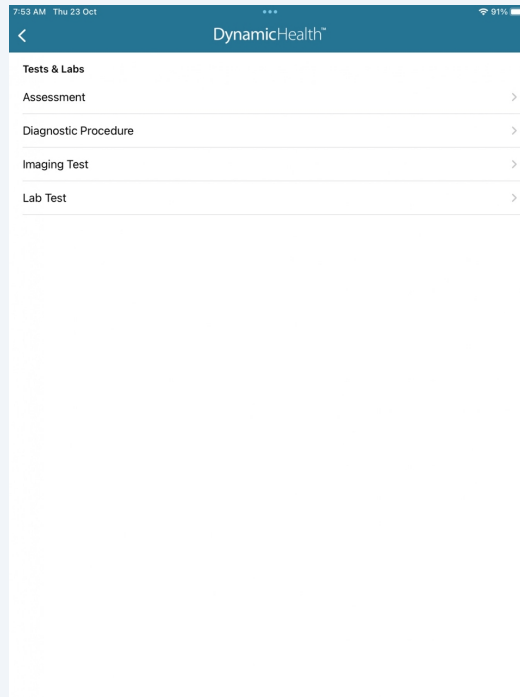 7:53 AM Thu 23 Oct
91%
DynamicHealth™
Tests & Labs
Assessment
Diagnostic Procedure
Imaging Test
Lab Test